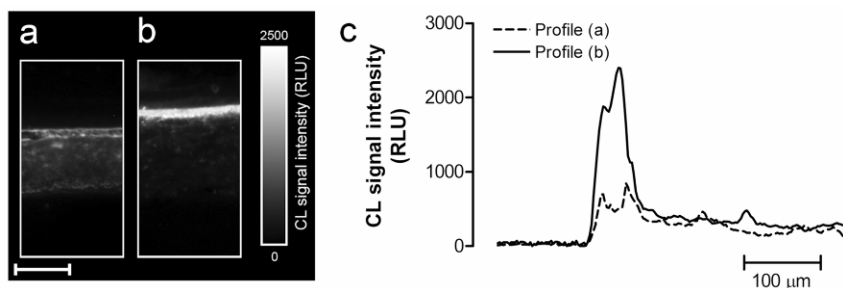 a
b
2500
CL signal intensity (RLU)
0
c
Profile (a)
Profile (b)
CL signal intensity
(RLU)
3000
2000
1000
0
100 μm